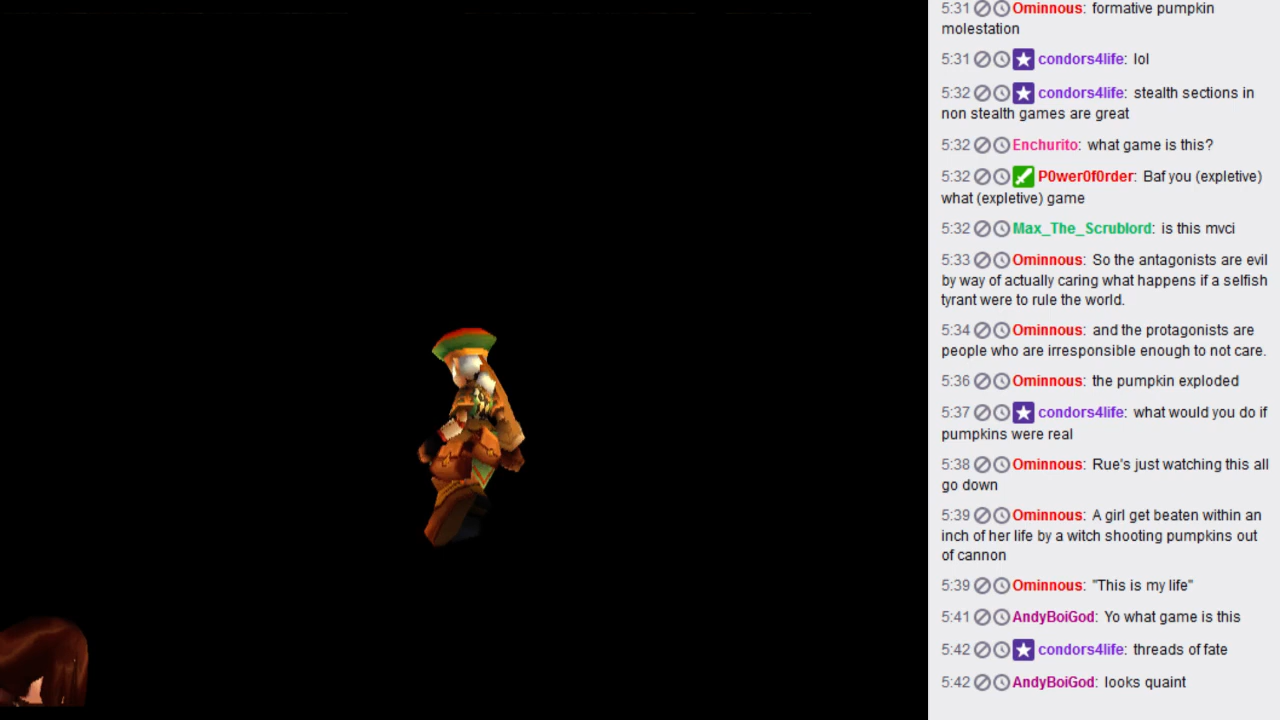 5:31 Ominnous: formative pumpkin
molestation
5:31 condors4life: lol
5:32 condors4life: stealth sections in
non stealth games are great
5:32 Enchurito: what game is this?
5:32 P0wer0f0rder: Baf you (expletive)
what (expletive) game
5:32 Max_The_Scrublord: is this mvci
5:33 Ominnous: So the antagonists are evil
by way of actually caring what happens if a selfish
tyrant were to rule the world.
5:34 Ominnous: and the protagonists are
people who are irresponsible enough to not care.
5:36 Ominnous: the pumpkin exploded
5:37 condors4life: what would you do if
pumpkins were real
5:38 Ominnous: Rue's just watching this all
go down
5:39 Ominnous: A girl get beaten within an
inch of her life by a witch shooting pumpkins out
of cannon
5:39 Ominnous: "This is my life"
5:41 AndyBoiGod: Yo what game is this
5:42 condors4life: threads of fate
5:42 AndyBoiGod: looks quaint